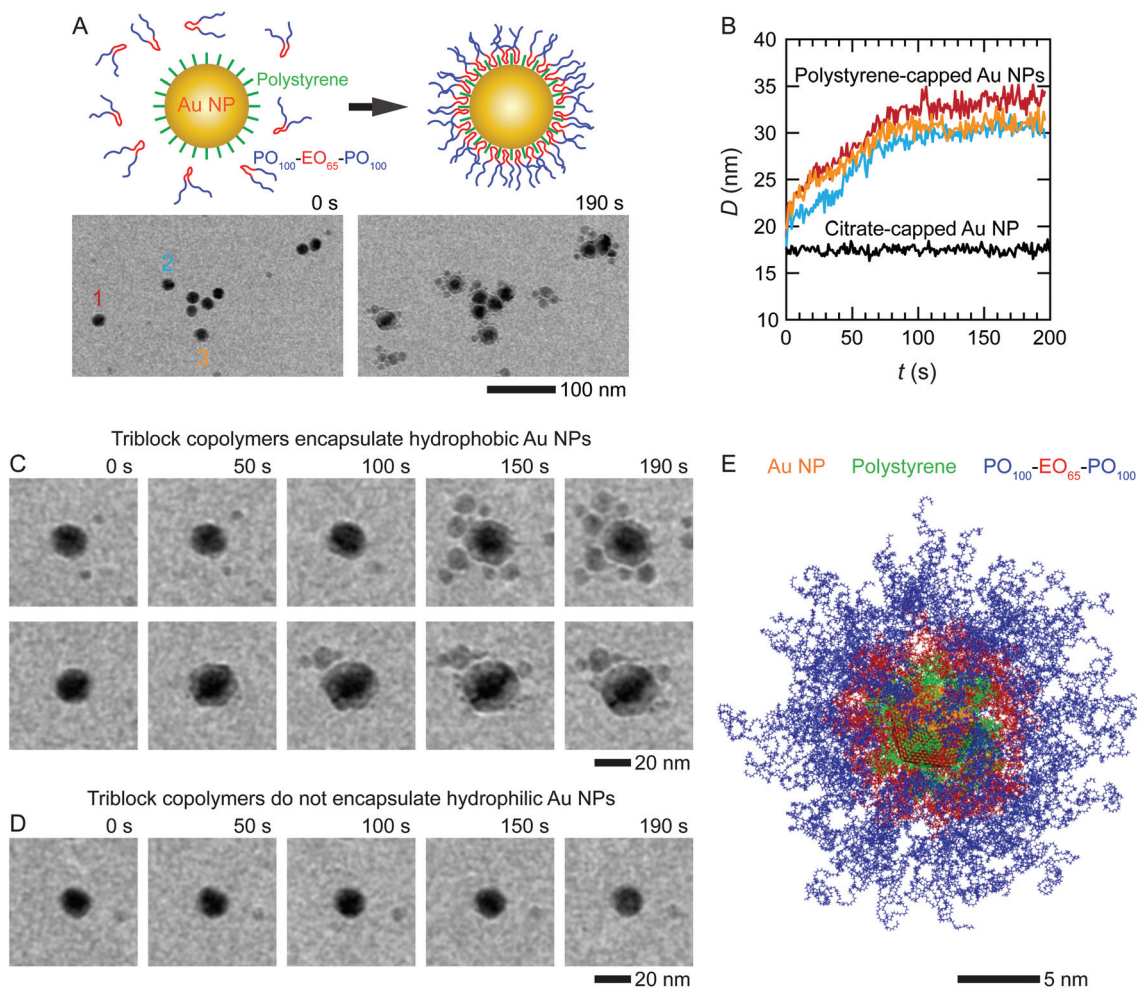 A
Polystyrene
Au NP
PO₁₀₀-EO₆₅-PO₁₀₀
0 s
190 s
1
2
3
100 nm
B
40
35
30
25
20
15
10
D (nm)
Polystyrene-capped Au NPs
Citrate-capped Au NP
0
50
100
150
200
t (s)
Triblock copolymers encapsulate hydrophobic Au NPs
C
0 s
50 s
100 s
150 s
190 s
20 nm
Triblock copolymers do not encapsulate hydrophilic Au NPs
D
0 s
50 s
100 s
150 s
190 s
20 nm
E
Au NP
Polystyrene
PO₁₀₀-EO₆₅-PO₁₀₀
5 nm